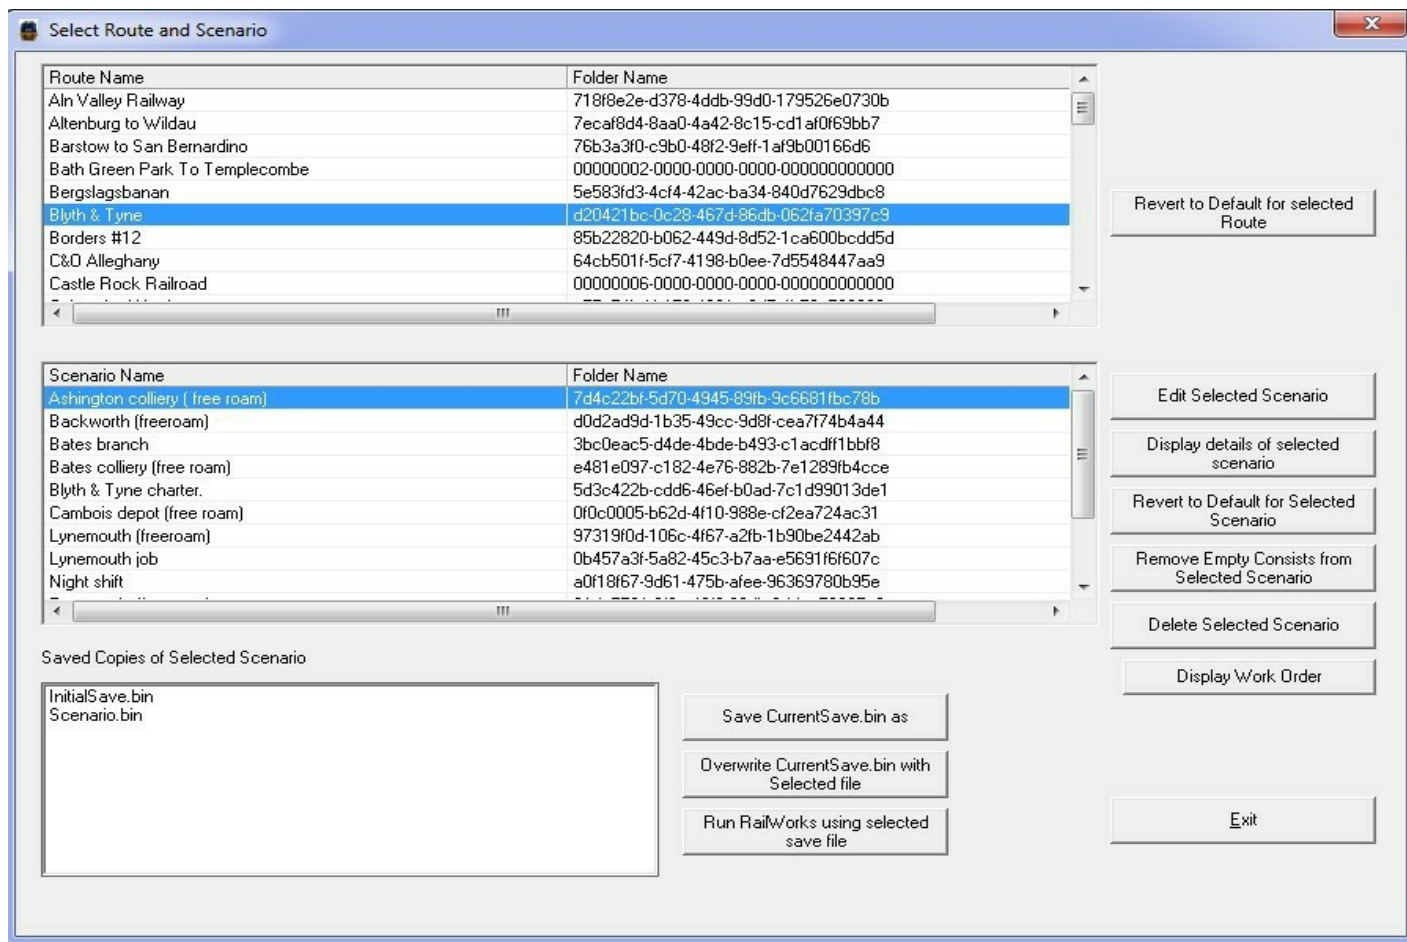 Select Route and Scenario
Route Name Folder Name
Aln Valley Railway 718f8e2e-d378-4ddb-99d0-179526e0730b
Altenburg to Wildau 7ecaf8d4-8aa0-4a42-8c15-cd1af0f69bb7
Barstow to San Bernardino 76b3a3f0-c9b0-48f2-9eff-1af9b00166d6
Bath Green Park To Templecombe 00000002-0000-0000-0000-000000000000
Bergslagsbanan 5e583fd3-4cf4-42ac-ba34-840d7629dbc8
Blyth & Tyne d20421bc-0c28-467d-86db-062fa70397c9
Borders #12 85b22820-b062-449d-8d52-1ca600bcdd5d
C&O Alleghany 64cb501f-5cf7-4198-b0ee-7d5548447aa9
Castle Rock Railroad 00000006-0000-0000-0000-000000000000
Revert to Default for selected
Route
Scenario Name Folder Name
Ashington colliery ( free roam) 7d4c22bf-5d70-4945-89fb-9c6681fbc78b
Backworth (freeroam) d0d2ad9d-1b35-49cc-9d8f-cea7f74b4a44
Bates branch 3bc0eac5-d4de-4bde-b493-c1acdff1bbf8
Bates colliery (free roam) e481e097-c182-4e76-882b-7e1289fb4cce
Blyth & Tyne charter. 5d3c422b-cdd6-46ef-b0ad-7c1d99013de1
Cambois depot (free roam) 0f0c0005-b62d-4f10-988e-cf2ea724ac31
Lynemouth (freeroam) 97319f0d-106c-4f67-a2fb-1b90be2442ab
Lynemouth job 0b457a3f-5a82-45c3-b7aa-e5691f6f607c
Night shift a0f18f67-9d61-475b-afee-96369780b95e
Edit Selected Scenario
Display details of selected
scenario
Revert to Default for Selected
Scenario
Remove Empty Consists from
Selected Scenario
Delete Selected Scenario
Display Work Order
Saved Copies of Selected Scenario
InitialSave.bin
Scenario.bin
Save CurrentSave.bin as
Overwrite CurrentSave.bin with
Selected file
Run RailWorks using selected
save file
Exit